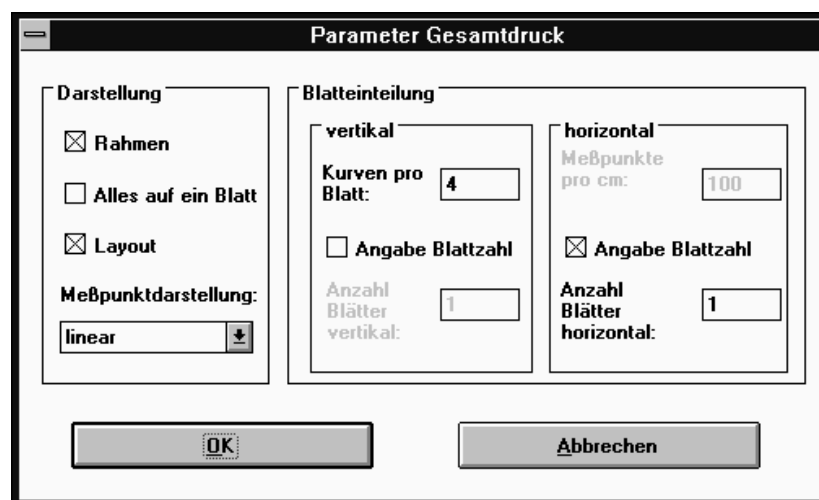 Parameter Gesamtdruck
Darstellung
Rahmen
Alles auf ein Blatt
Layout
Meßpunktdarstellung:
linear
Blatteinteilung
vertikal
Kurven pro
Blatt:
4
Angabe Blattzahl
Anzahl
Blätter
vertikal:
1
horizontal
Meßpunkte
pro cm:
100
Angabe Blattzahl
Anzahl
Blätter
horizontal:
1
OK
Abbrechen